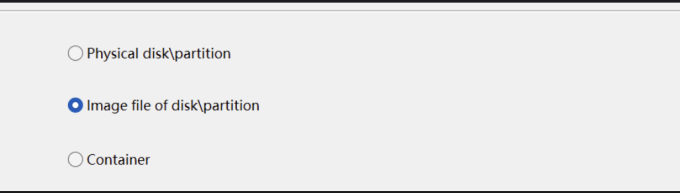 Physical disk\partition
Image file of disk\partition
Container